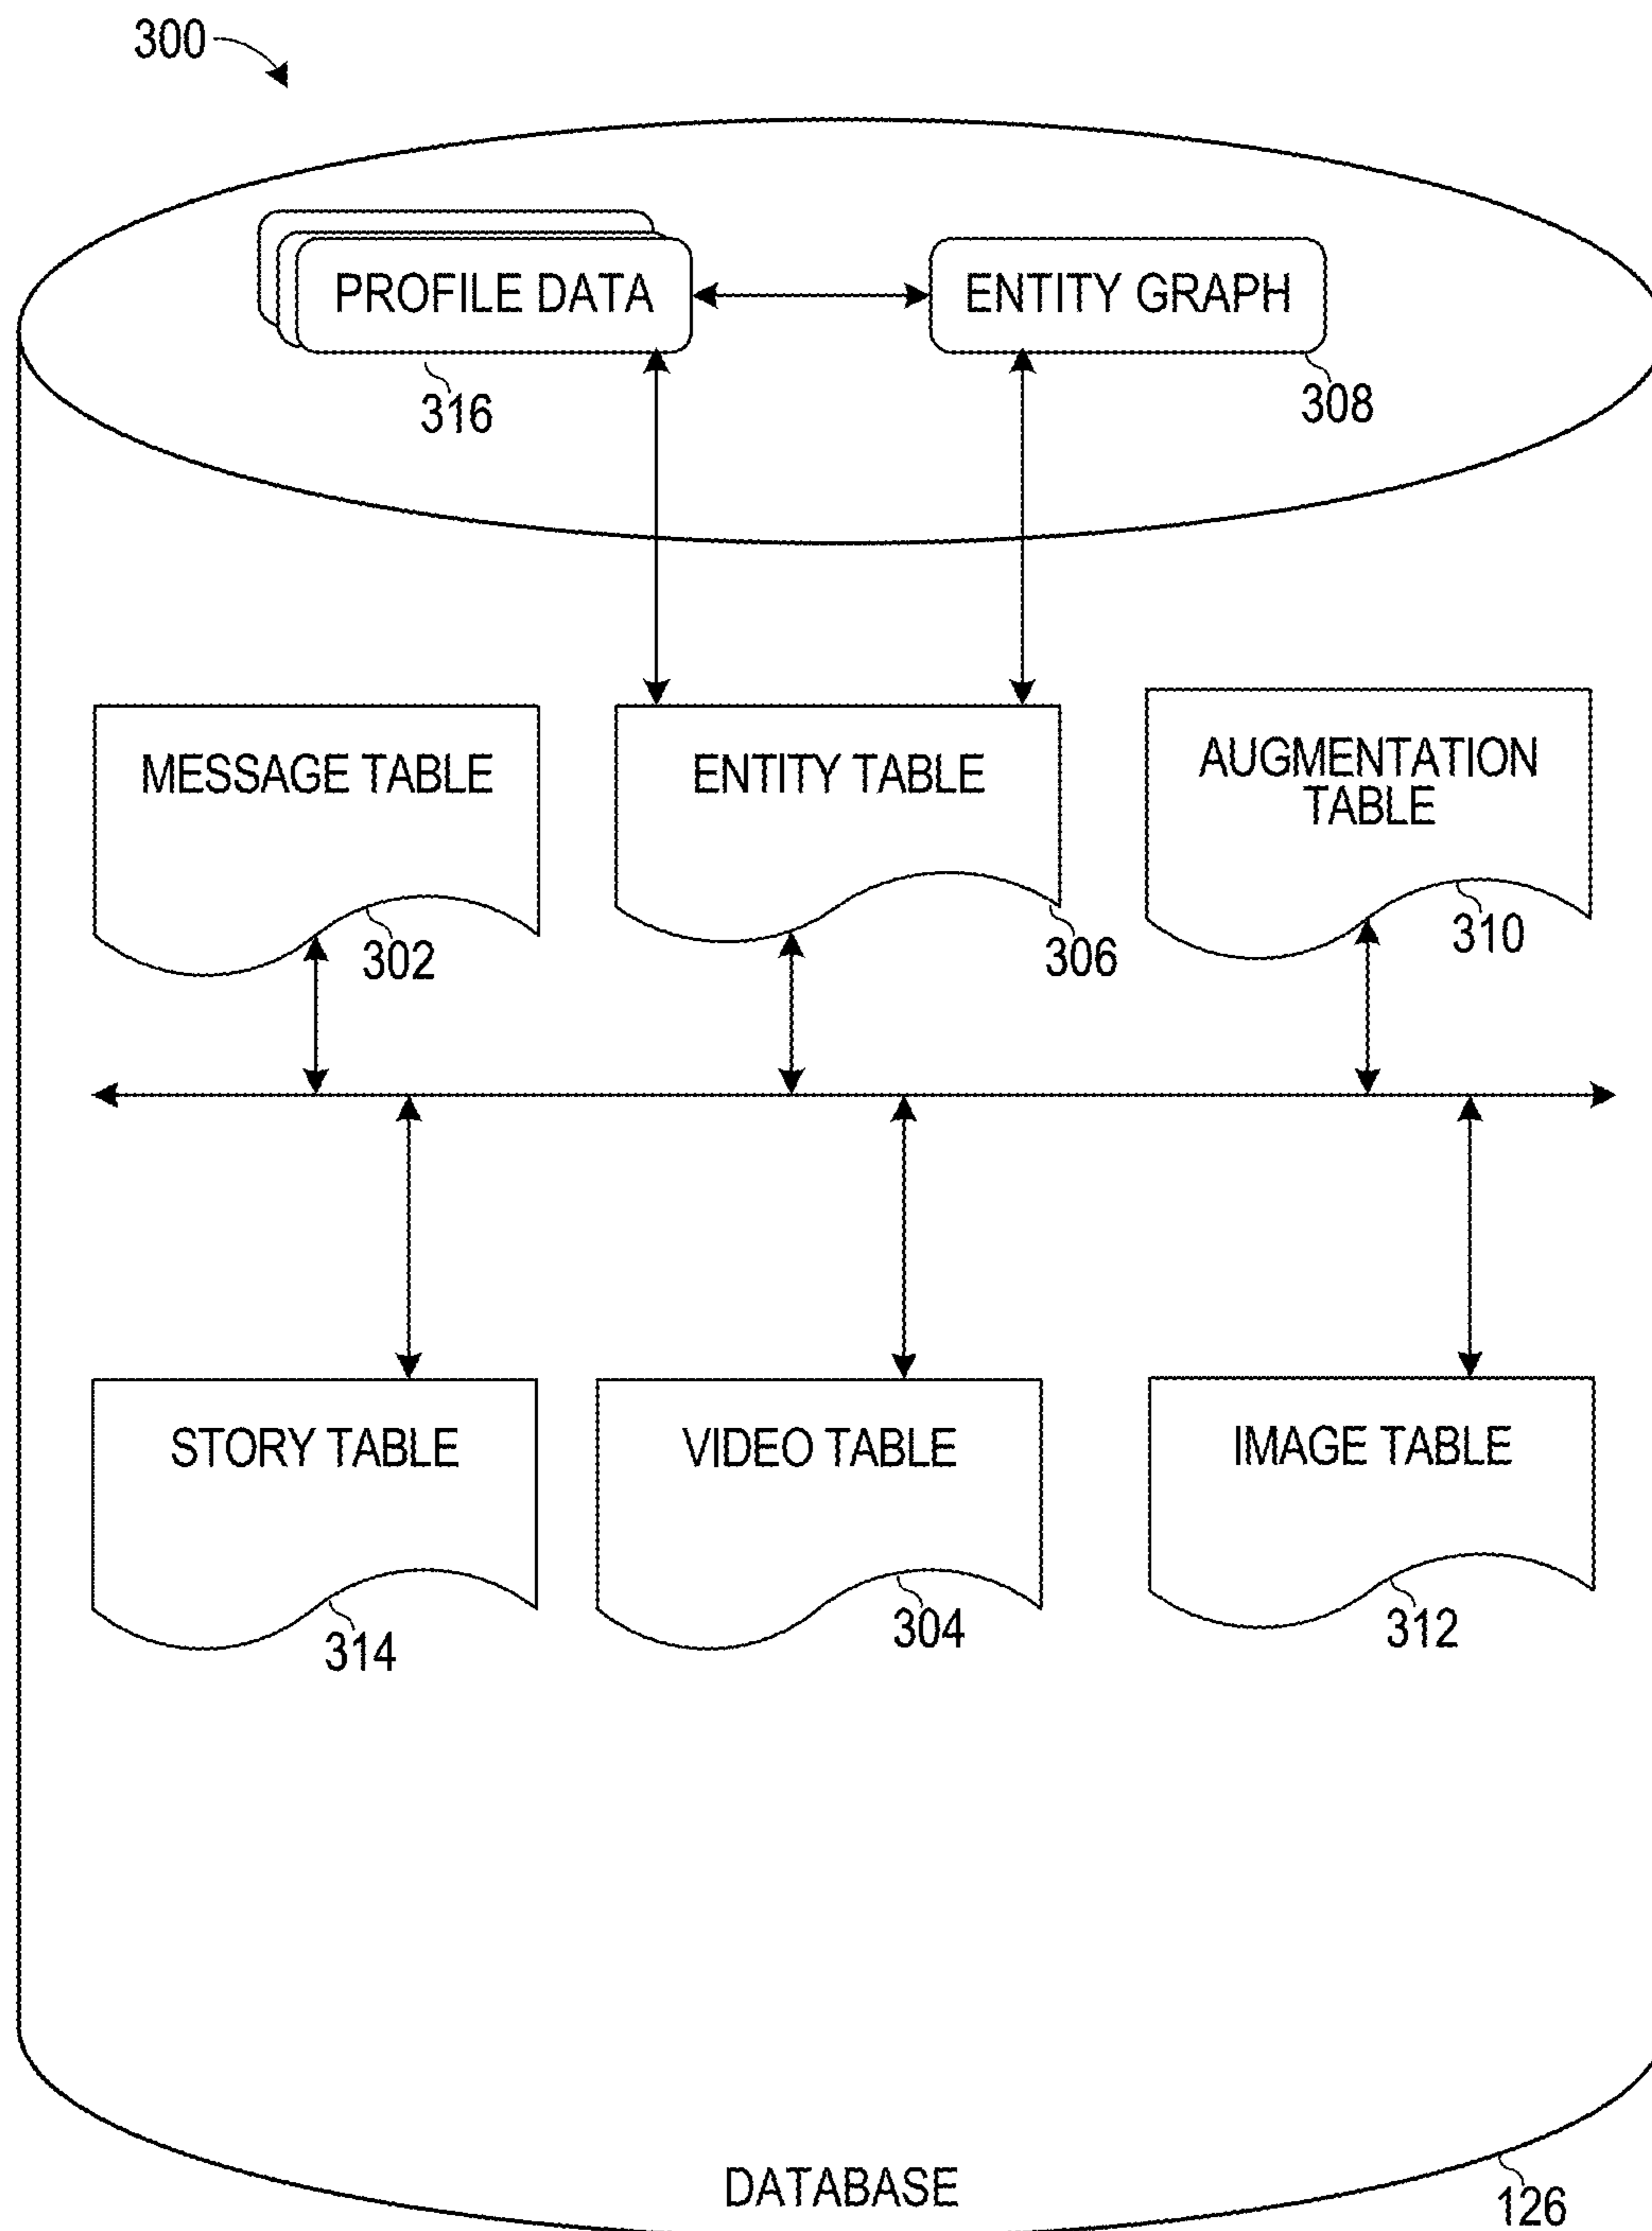 300
PROFILE DATA
ENTITY GRAPH
316
308
MESSAGE TABLE
ENTITY TABLE
AUGMENTATION
TABLE
302
306
310
STORY TABLE
VIDEO TABLE
IMAGE TABLE
314
304
312
DATABASE
126